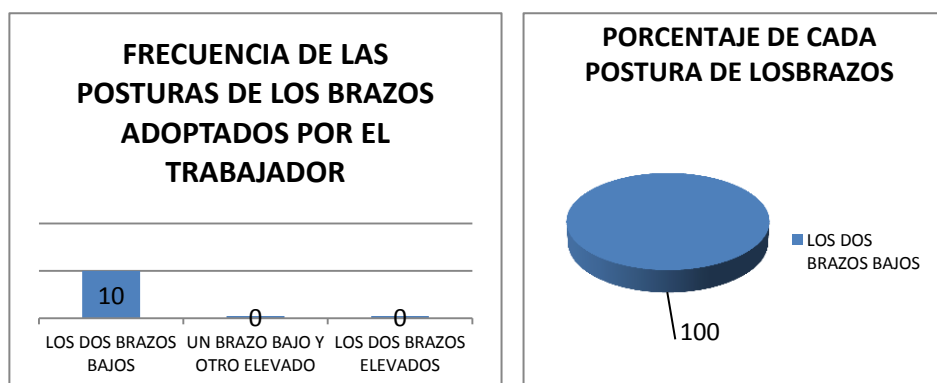 FRECUENCIA DE LAS
POSTURAS DE LOS BRAZOS
ADOPTADOS POR EL
TRABAJADOR
10
0
0
LOS DOS BRAZOS
BAJOS
UN BRAZO BAJO Y
OTRO ELEVADO
LOS DOS BRAZOS
ELEVADOS
PORCENTAJE DE CADA
POSTURA DE LOSBRAZOS
LOS DOS
BRAZOS BAJOS
100